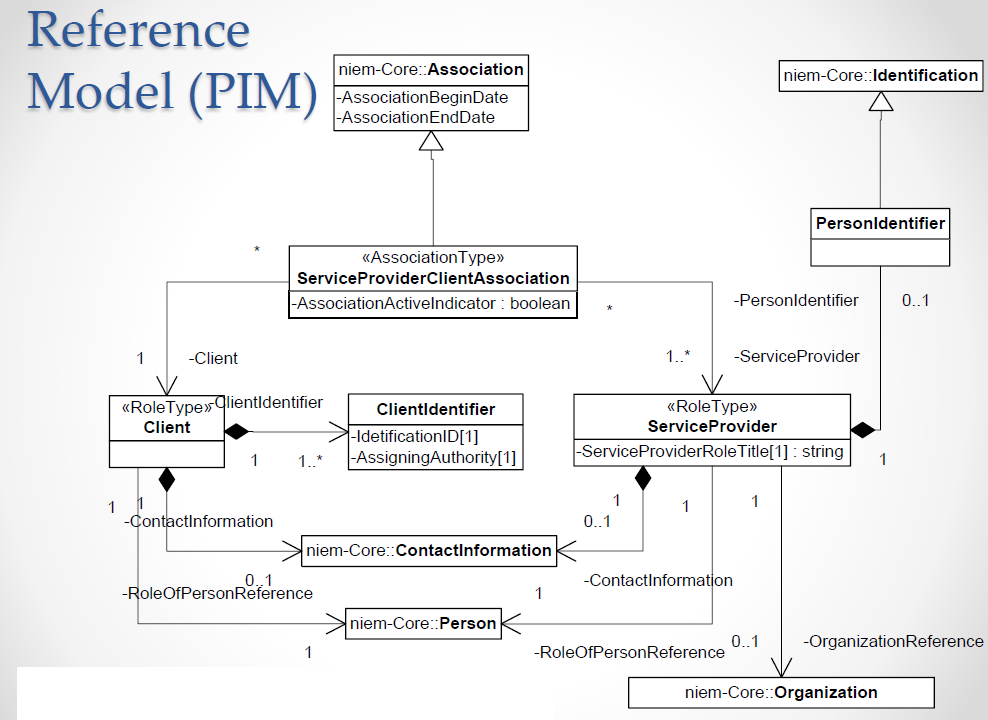 Reference
Model (PIM)
niem-Core::Association
-AssociationBeginDate
-AssociationEndDate
niem-Core::Identification
PersonIdentifier
*
«AssociationType»
ServiceProviderClientAssociation
-AssociationActiveIndicator : boolean
*
-PersonIdentifier
0..1
1
-Client
1..*
-ServiceProvider
«RoleType»
Client
-ClientIdentifier
1
1..*
ClientIdentifier
-IdetificationID[1]
-AssigningAuthority[1]
«RoleType»
ServiceProvider
-ServiceProviderRoleTitle[1] : string
1
1
1
-ContactInformation
0..1
niem-Core::ContactInformation
1
0..1
1
1
-ContactInformation
-RoleOfPersonReference
1
niem-Core::Person
1
-RoleOfPersonReference
0..1
-OrganizationReference
niem-Core::Organization